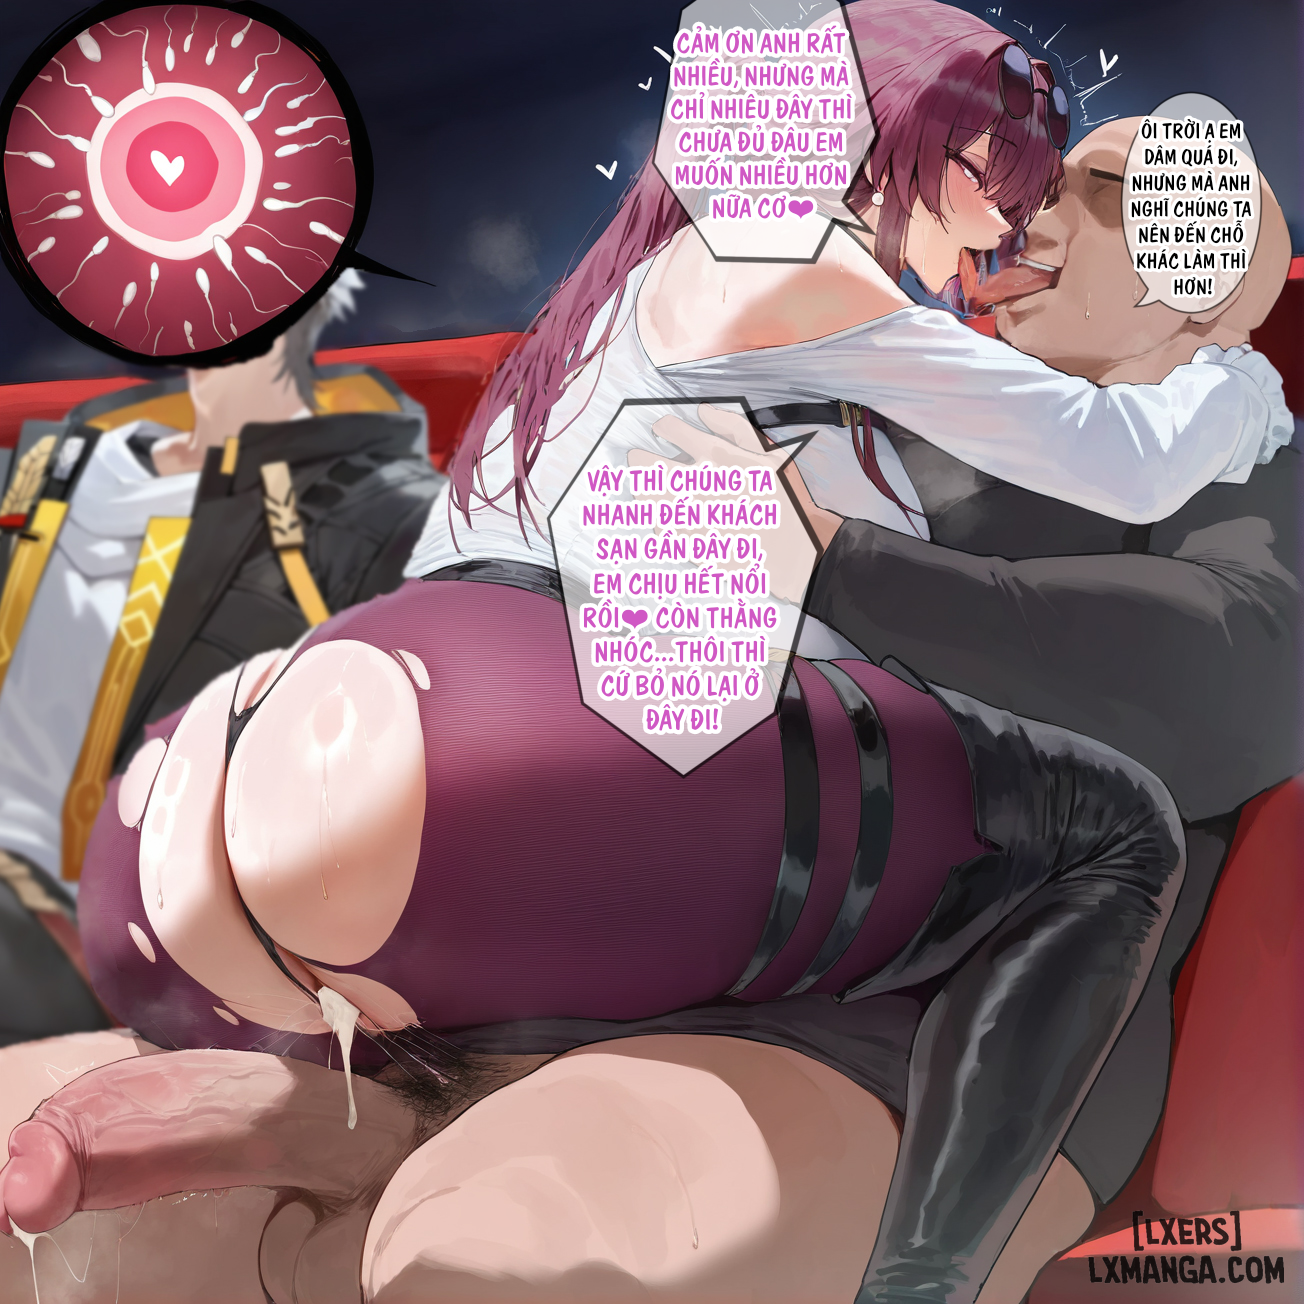 CẢM ƠN ANH RẤT
NHIỀU, NHƯNG MÀ
CHỈ NHIÊU ĐÂY THÌ
CHƯA ĐỦ ĐÂU EM
MUỐN NHIỀU HƠN
NỮA CƠ❤
ÔI TRỜI Ạ EM
DÂM QUÁ ĐI,
NHƯNG MÀ ANH
NGHĨ CHÚNG TA
NÊN ĐẾN CHỖ
KHÁC LÀM THÌ
HƠN!
VẬY THÌ CHÚNG TA
NHANH ĐẾN KHÁCH
SẠN GẦN ĐÂY ĐI,
EM CHỊU HẾT NỔI
RỒI❤ CÒN THẰNG
NHÓC...THÔI THÌ
CỨ BỎ NÓ LẠI Ở
ĐÂY ĐI!
[LXERS]
LXMANGA.COM